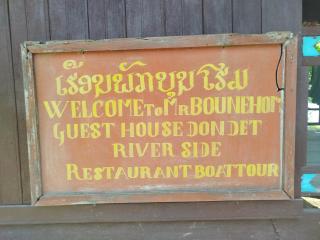 ເຮືອນພັກບຸນໂຮມ
WELCOME TO MR BOUNEHOM
GUEST HOUSE DONDET
RIVER SIDE
RESTAURANT BOAT TOUR